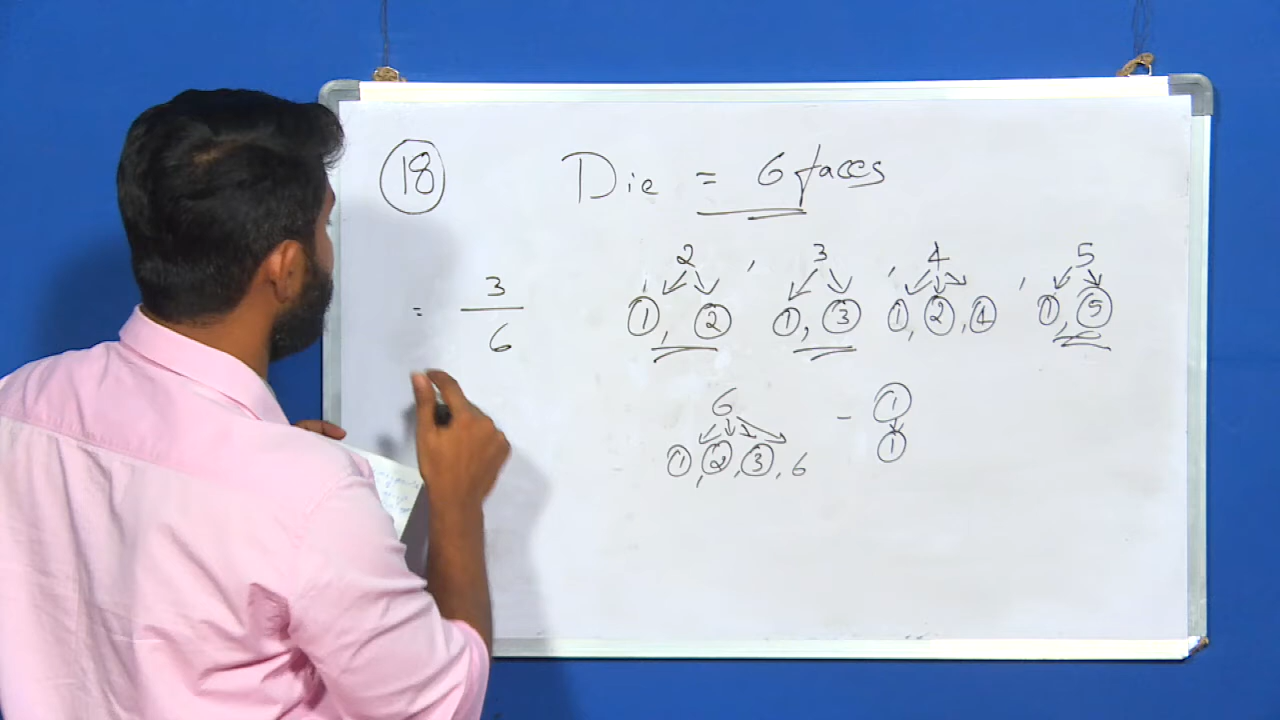 18
Die = 6 faces
= 3/6
2 , 3 , 4 , 5
1, 2 1, 3 1, 2, 4 1, 5
6 - 1
1, 2, 3, 6 1